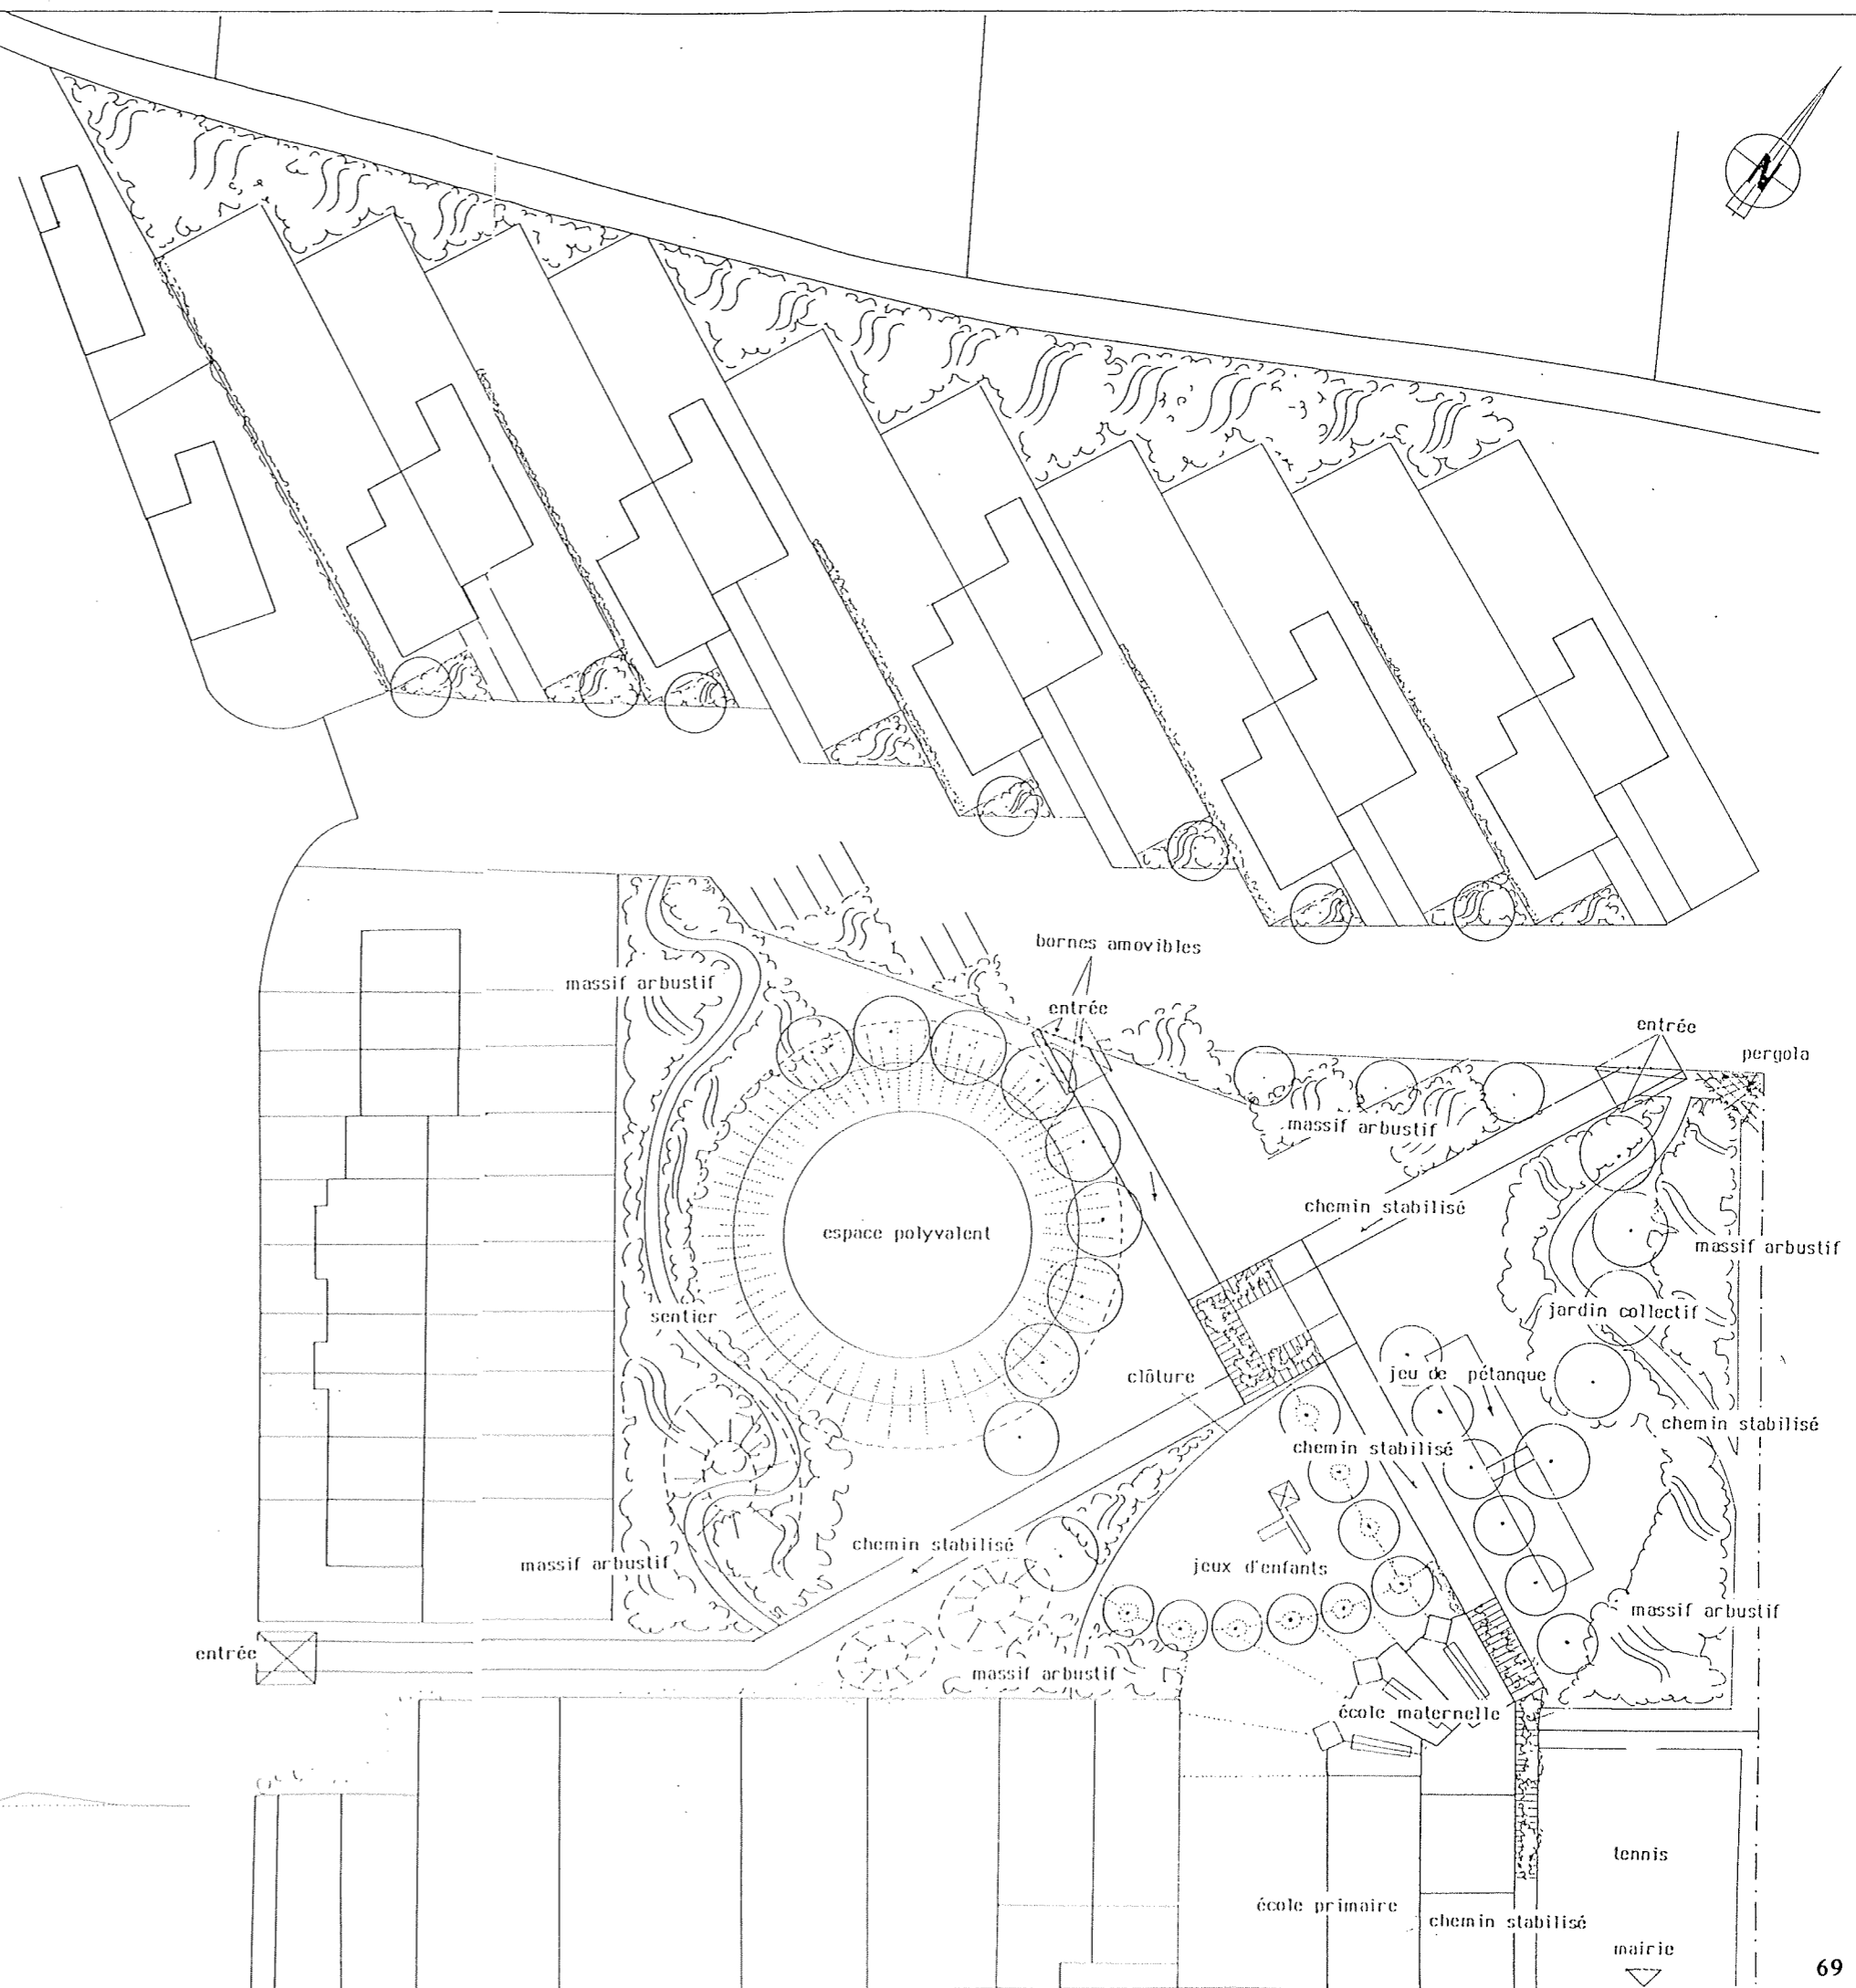 N
bornes amovibles
massif arbustif
entrée
entrée
pergola
massif arbustif
chemin stabilisé
espace polyvalent
massif arbustif
jardin collectif
sentier
clôture
jeu de pétanque
chemin stabilisé
chemin stabilisé
chemin stabilisé
massif arbustif
jeux d'enfants
massif arbustif
entrée
massif arbustif
école maternelle
tennis
école primaire
chemin stabilisé
mairie
69